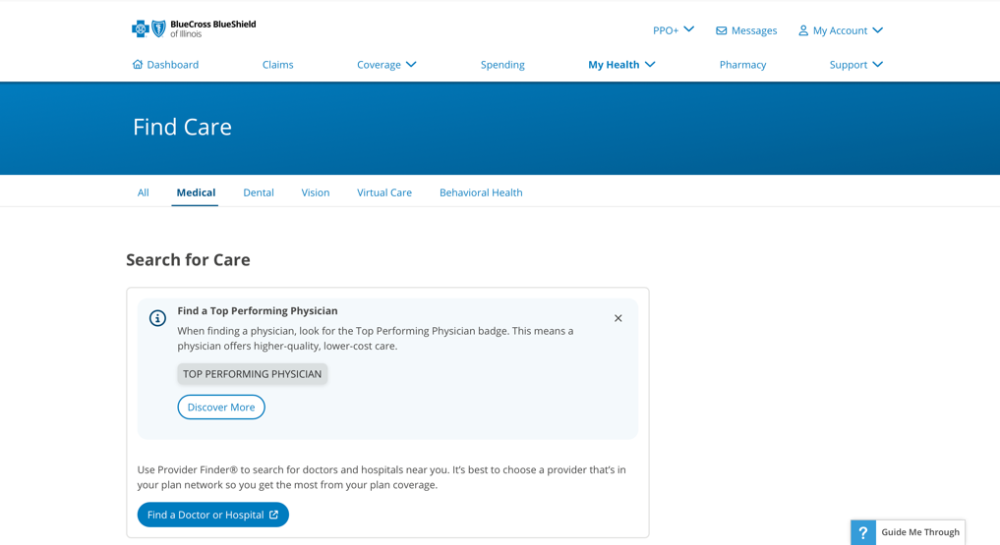 BlueCross BlueShield
of Illinois
PPO+
Messages
My Account
Dashboard
Claims
Coverage
Spending
My Health
Pharmacy
Support
Find Care
All
Medical
Dental
Vision
Virtual Care
Behavioral Health
Search for Care
Find a Top Performing Physician
When finding a physician, look for the Top Performing Physician badge. This means a
physician offers higher-quality, lower-cost care.
TOP PERFORMING PHYSICIAN
Discover More
Use Provider Finder® to search for doctors and hospitals near you. It’s best to choose a provider that’s in
your plan network so you get the most from your plan coverage.
Find a Doctor or Hospital
? Guide Me Through